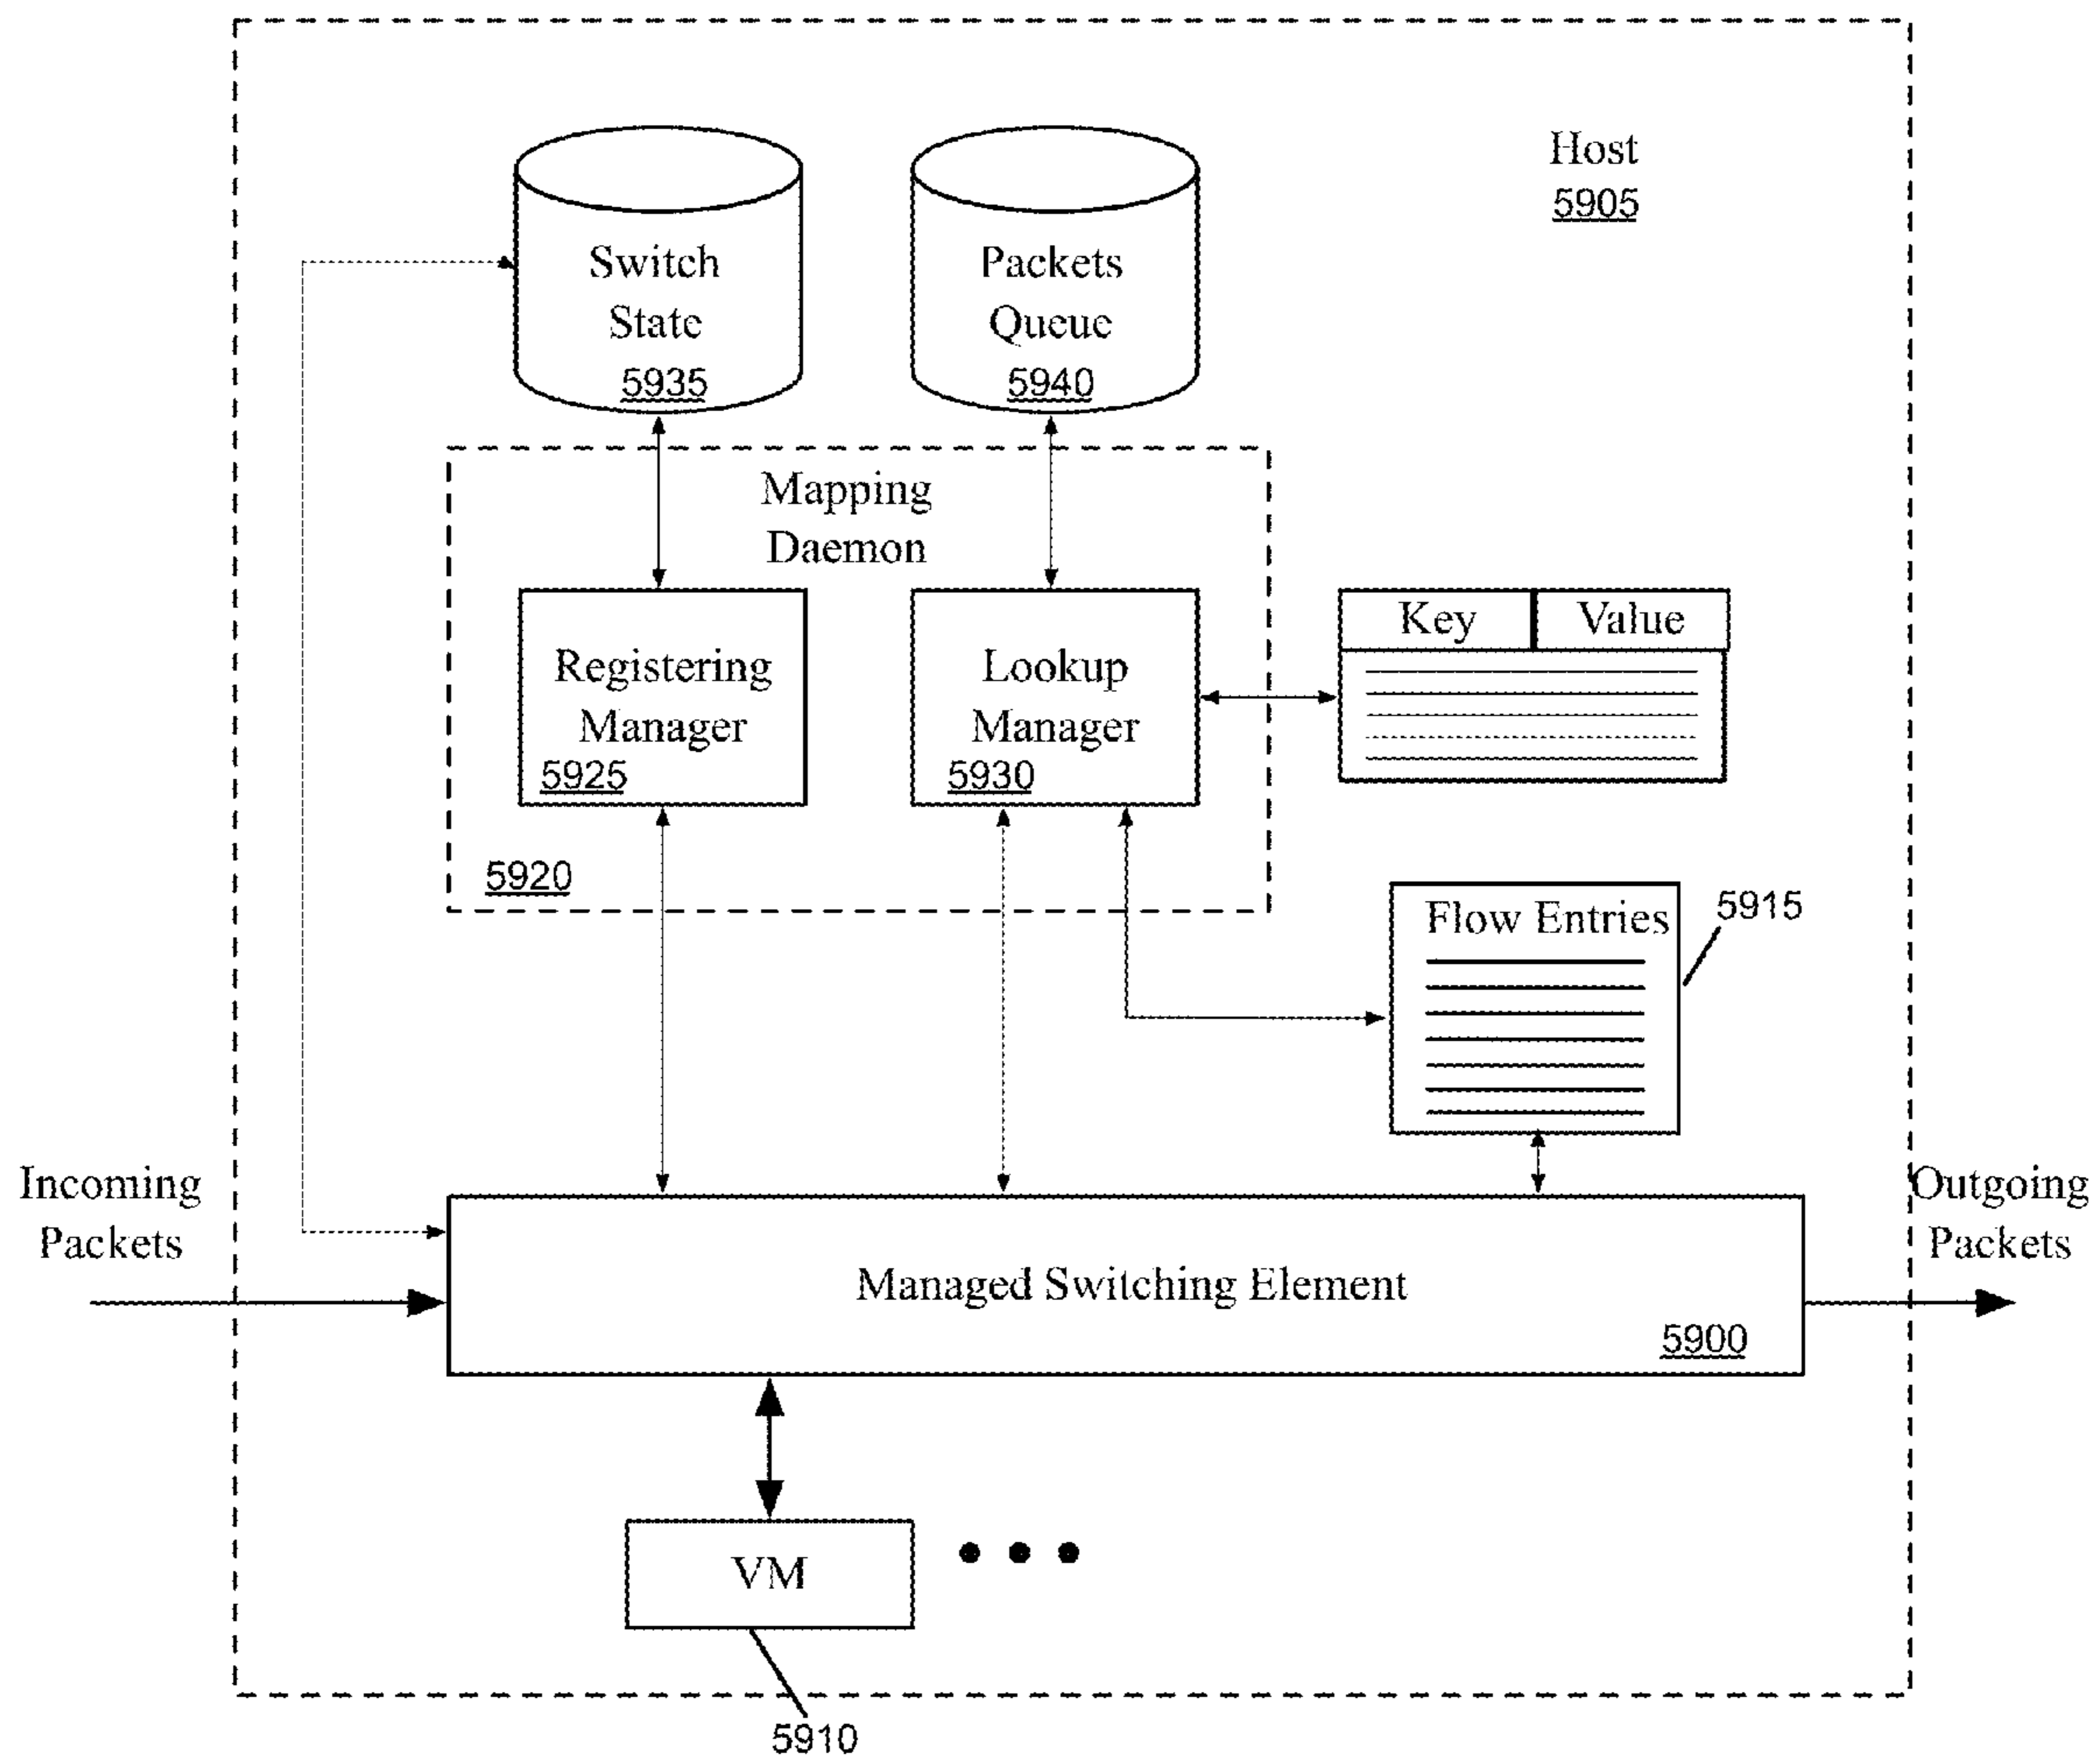 Host
5905
Switch
State
5935
Packets
Queue
5940
Mapping
Daemon
Registering
Manager
5925
Lookup
Manager
5930
Key
Value
5920
Flow Entries
5915
Incoming
Packets
Outgoing
Packets
Managed Switching Element
5900
VM
5910